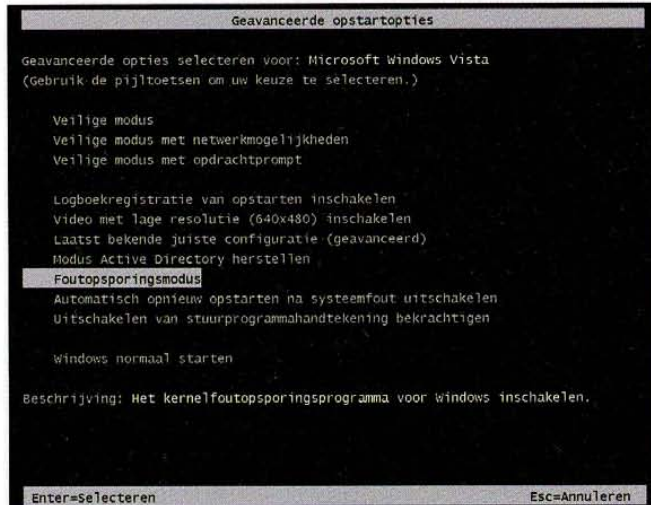 Geavanceerde opstartopties
Geavanceerde opties selecteren voor: Microsoft Windows Vista
(Gebruik de pijltoetsen om uw keuze te selecteren.)
Veilige modus
Veilige modus met netwerkmogelijkheden
Veilige modus met opdrachtprompt
Logboekregistratie van opstarten inschakelen
Video met lage resolutie (640x480) inschakelen
Laatst bekende juiste configuratie (geavanceerd)
Modus Active Directory herstellen
Foutopsporingsmodus
Automatisch opnieuw opstarten na systeemfout uitschakelen
Uitschakelen van stuurprogrammahandtekening bekrachtigen
Windows normaal starten
Beschrijving: Het kernelfoutopsporingsprogramma voor Windows inschakelen.
Enter=Selecteren Esc=Annuleren